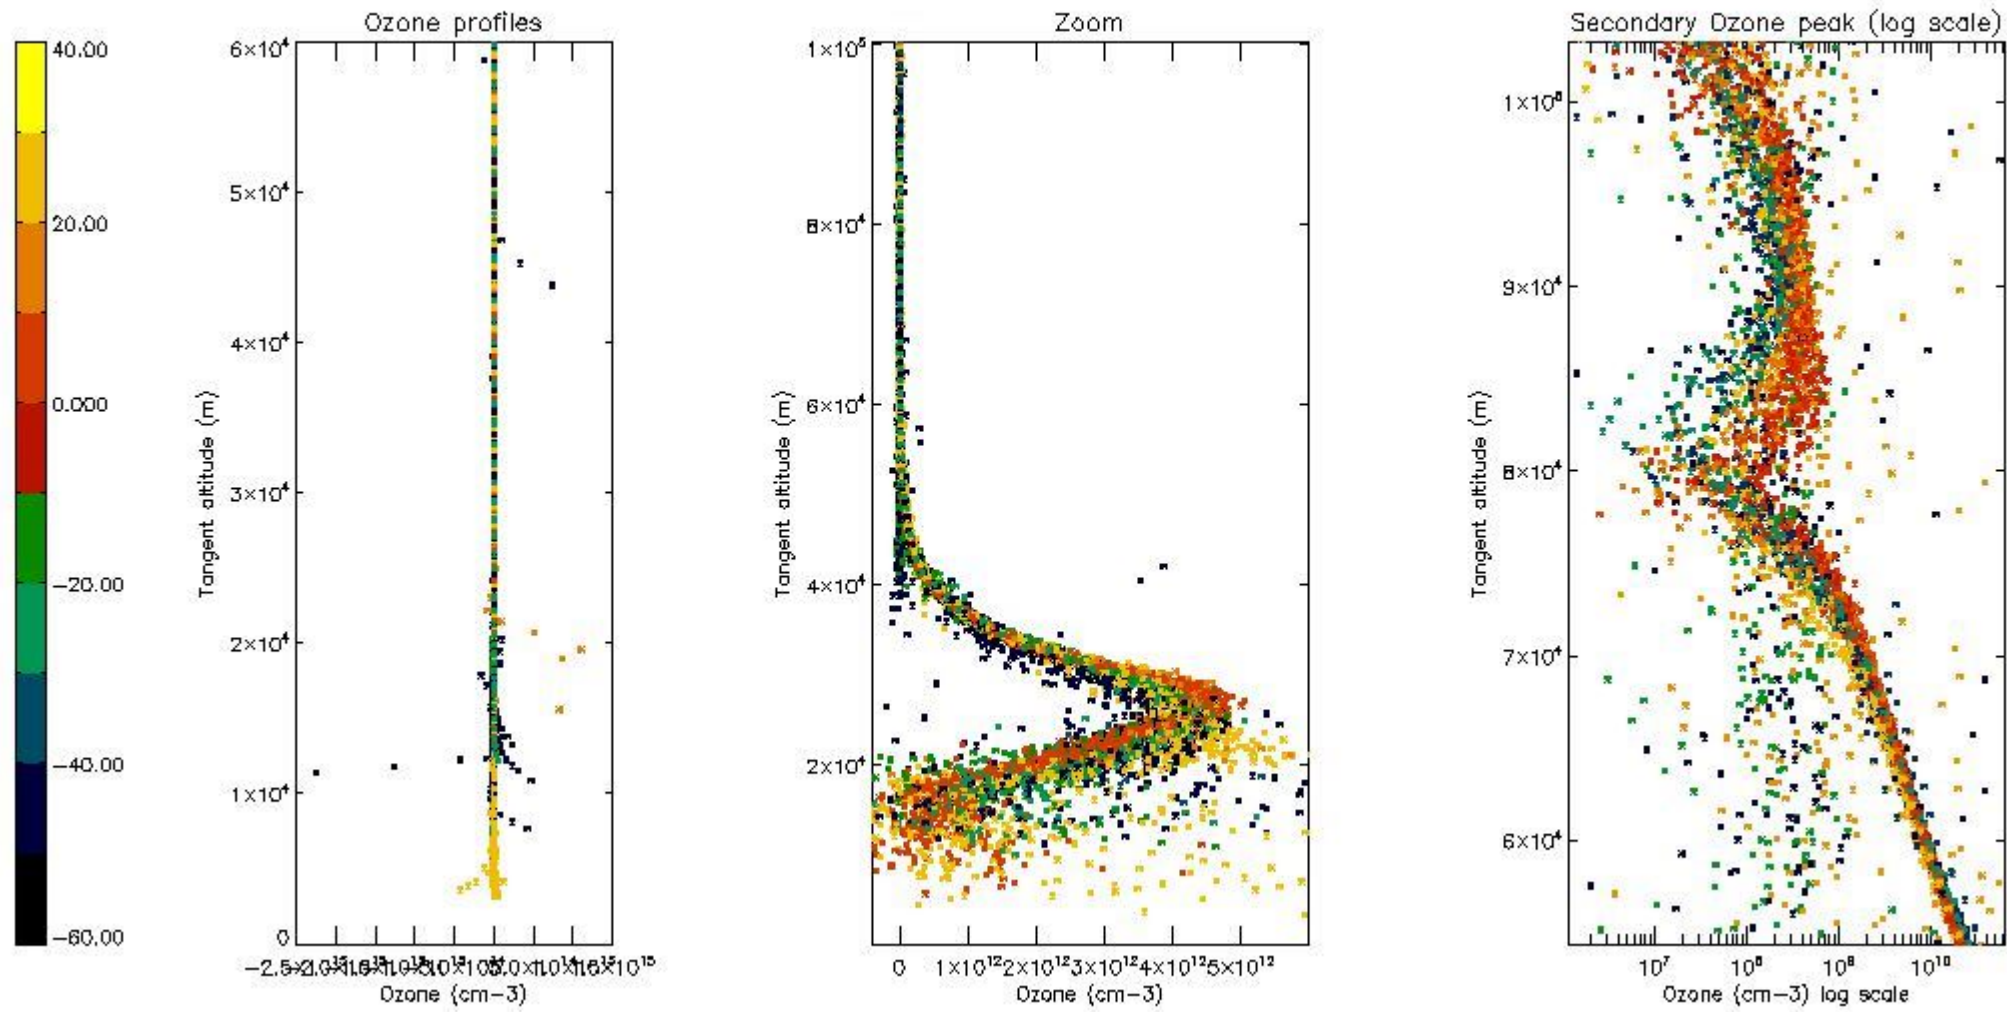 Ozone profiles
Zoom
Secondary Ozone peak (log scale)
40.00
20.00
0.000
-20.00
-40.00
-60.00
6×10⁴
5×10⁴
4×10⁴
3×10⁴
2×10⁴
1×10⁴
0
Tangent altitude (m)
Ozone (cm-3)
1×10⁵
8×10⁴
6×10⁴
4×10⁴
2×10⁴
Tangent altitude (m)
0 1×10¹² 2×10¹² 3×10¹² 4×10¹² 5×10¹²
Ozone (cm-3)
9×10⁴
8×10⁴
7×10⁴
6×10⁴
Tangent altitude (m)
10⁷ 10⁸ 10⁹ 10¹⁰
Ozone (cm-3) log scale